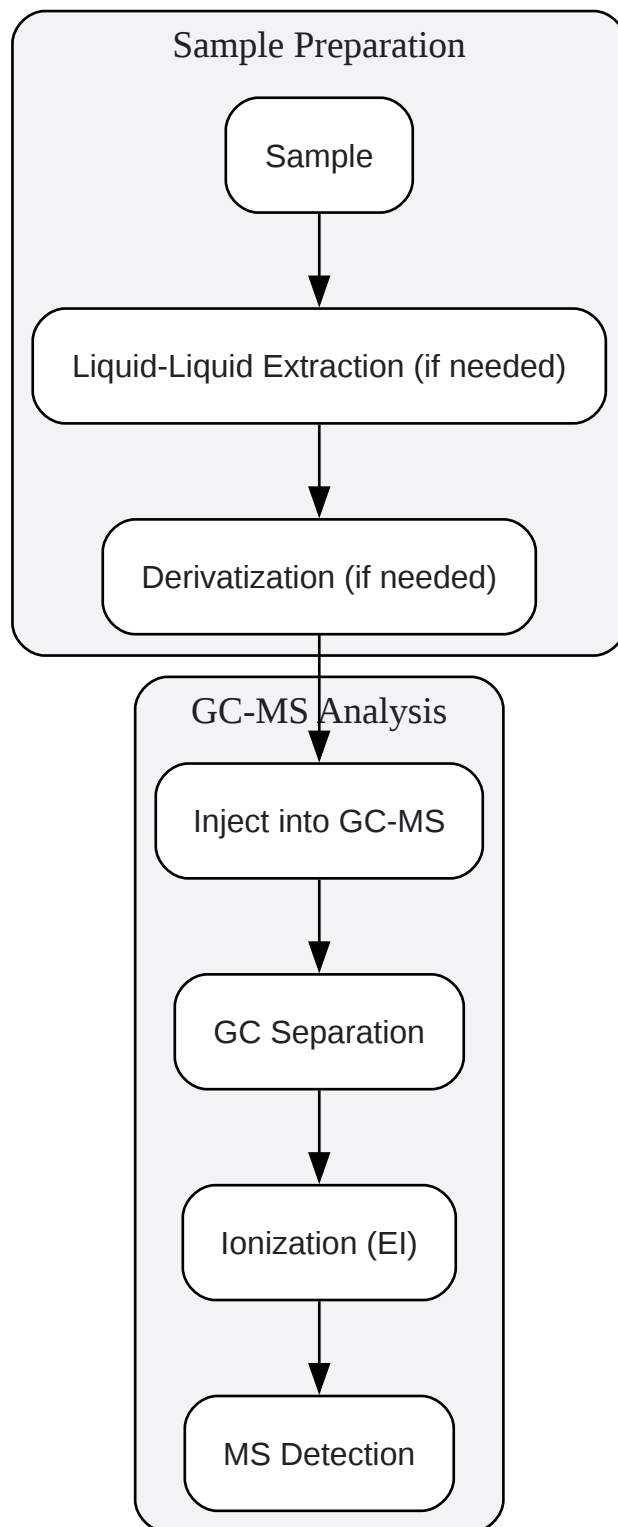 Sample Preparation
Sample
Liquid-Liquid Extraction (if needed)
Derivatization (if needed)
GC-MS Analysis
Inject into GC-MS
GC Separation
Ionization (EI)
MS Detection